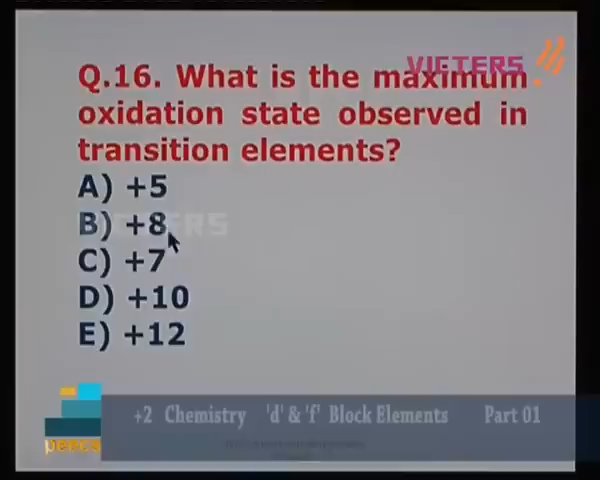 VICTERS
Q.16. What is the maximum
oxidation state observed in
transition elements?
A) +5
B) +8
VICTERS
C) +7
D) +10
E) +12
+2 Chemistry 'd' & 'f' Block Elements Part 01